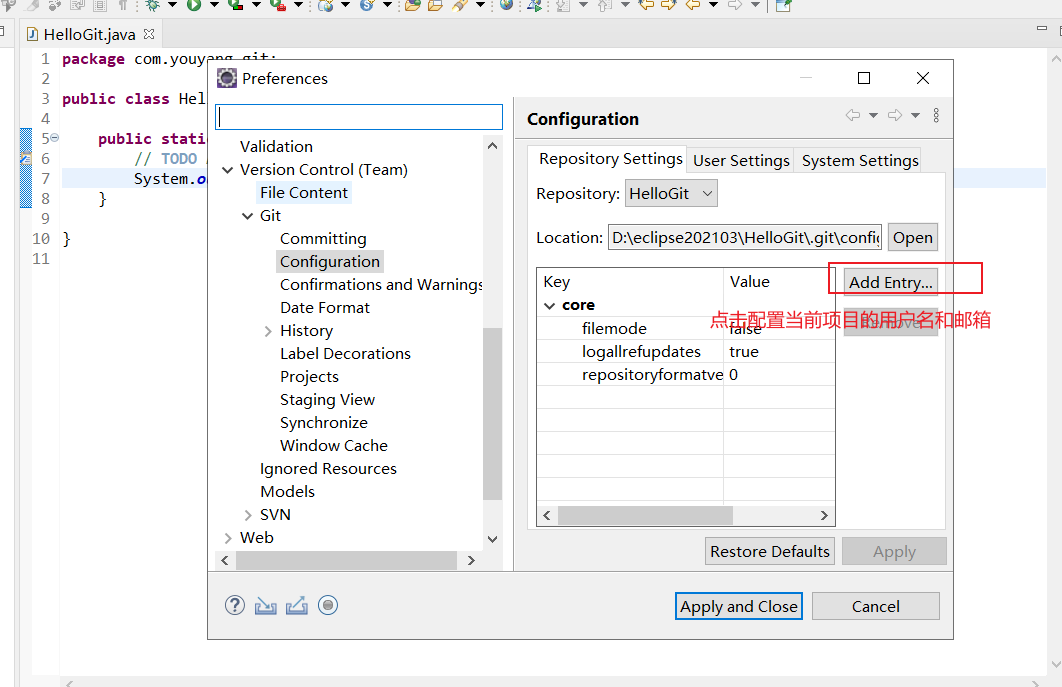 HelloGit.java
1 package com.youyang.git;
2
3 public class Hel
4
5 public stati
6 // TODO
7 System.o
8 }
9
10 }
11
Preferences
Validation
Version Control (Team)
File Content
Git
Committing
Configuration
Confirmations and Warnings
Date Format
History
Label Decorations
Projects
Staging View
Synchronize
Window Cache
Ignored Resources
Models
SVN
Web
Configuration
Repository Settings User Settings System Settings
Repository: HelloGit
Location: D:\eclipse202103\HelloGit\.git\config Open
Key Value Add Entry...
core
点击配置当前项目的用户名和邮箱
filemode false Remove
logallrefupdates true
repositoryformatve 0
Restore Defaults Apply
Apply and Close Cancel